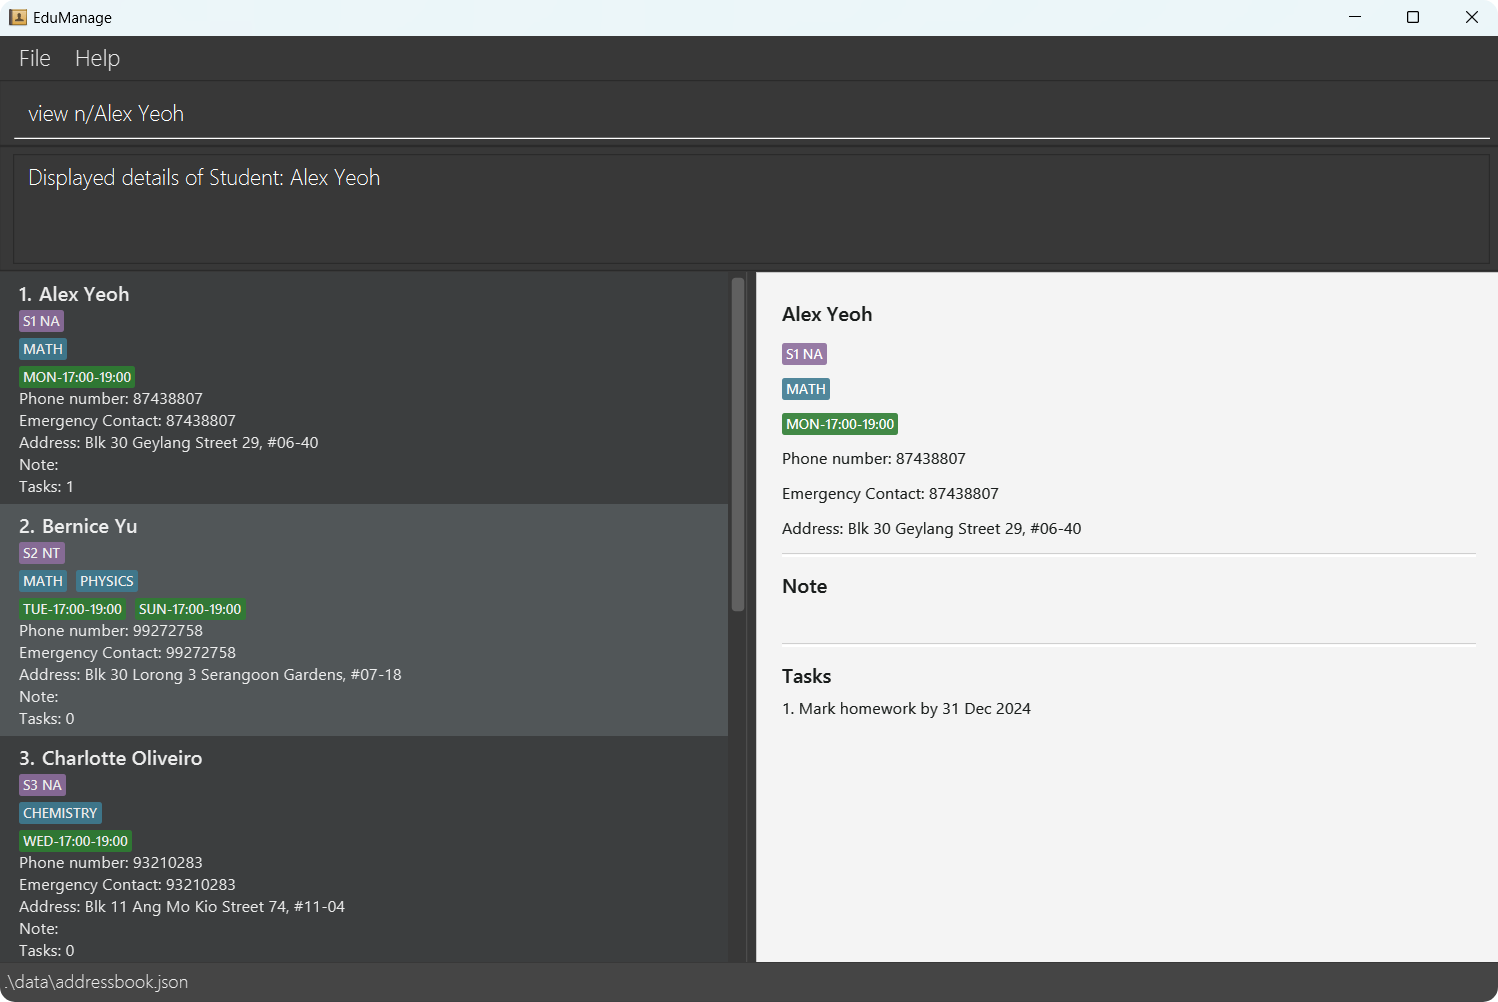 EduManage
File Help
view n/Alex Yeoh
Displayed details of Student: Alex Yeoh
1. Alex Yeoh
S1 NA
MATH
MON-17:00-19:00
Phone number: 87438807
Emergency Contact: 87438807
Address: Blk 30 Geylang Street 29, #06-40
Note:
Tasks: 1
2. Bernice Yu
S2 NT
MATH PHYSICS
TUE-17:00-19:00 SUN-17:00-19:00
Phone number: 99272758
Emergency Contact: 99272758
Address: Blk 30 Lorong 3 Serangoon Gardens, #07-18
Note:
Tasks: 0
3. Charlotte Oliveiro
S3 NA
CHEMISTRY
WED-17:00-19:00
Phone number: 93210283
Emergency Contact: 93210283
Address: Blk 11 Ang Mo Kio Street 74, #11-04
Note:
Tasks: 0
Alex Yeoh
S1 NA
MATH
MON-17:00-19:00
Phone number: 87438807
Emergency Contact: 87438807
Address: Blk 30 Geylang Street 29, #06-40
Note
Tasks
1. Mark homework by 31 Dec 2024
.\data\addressbook.json